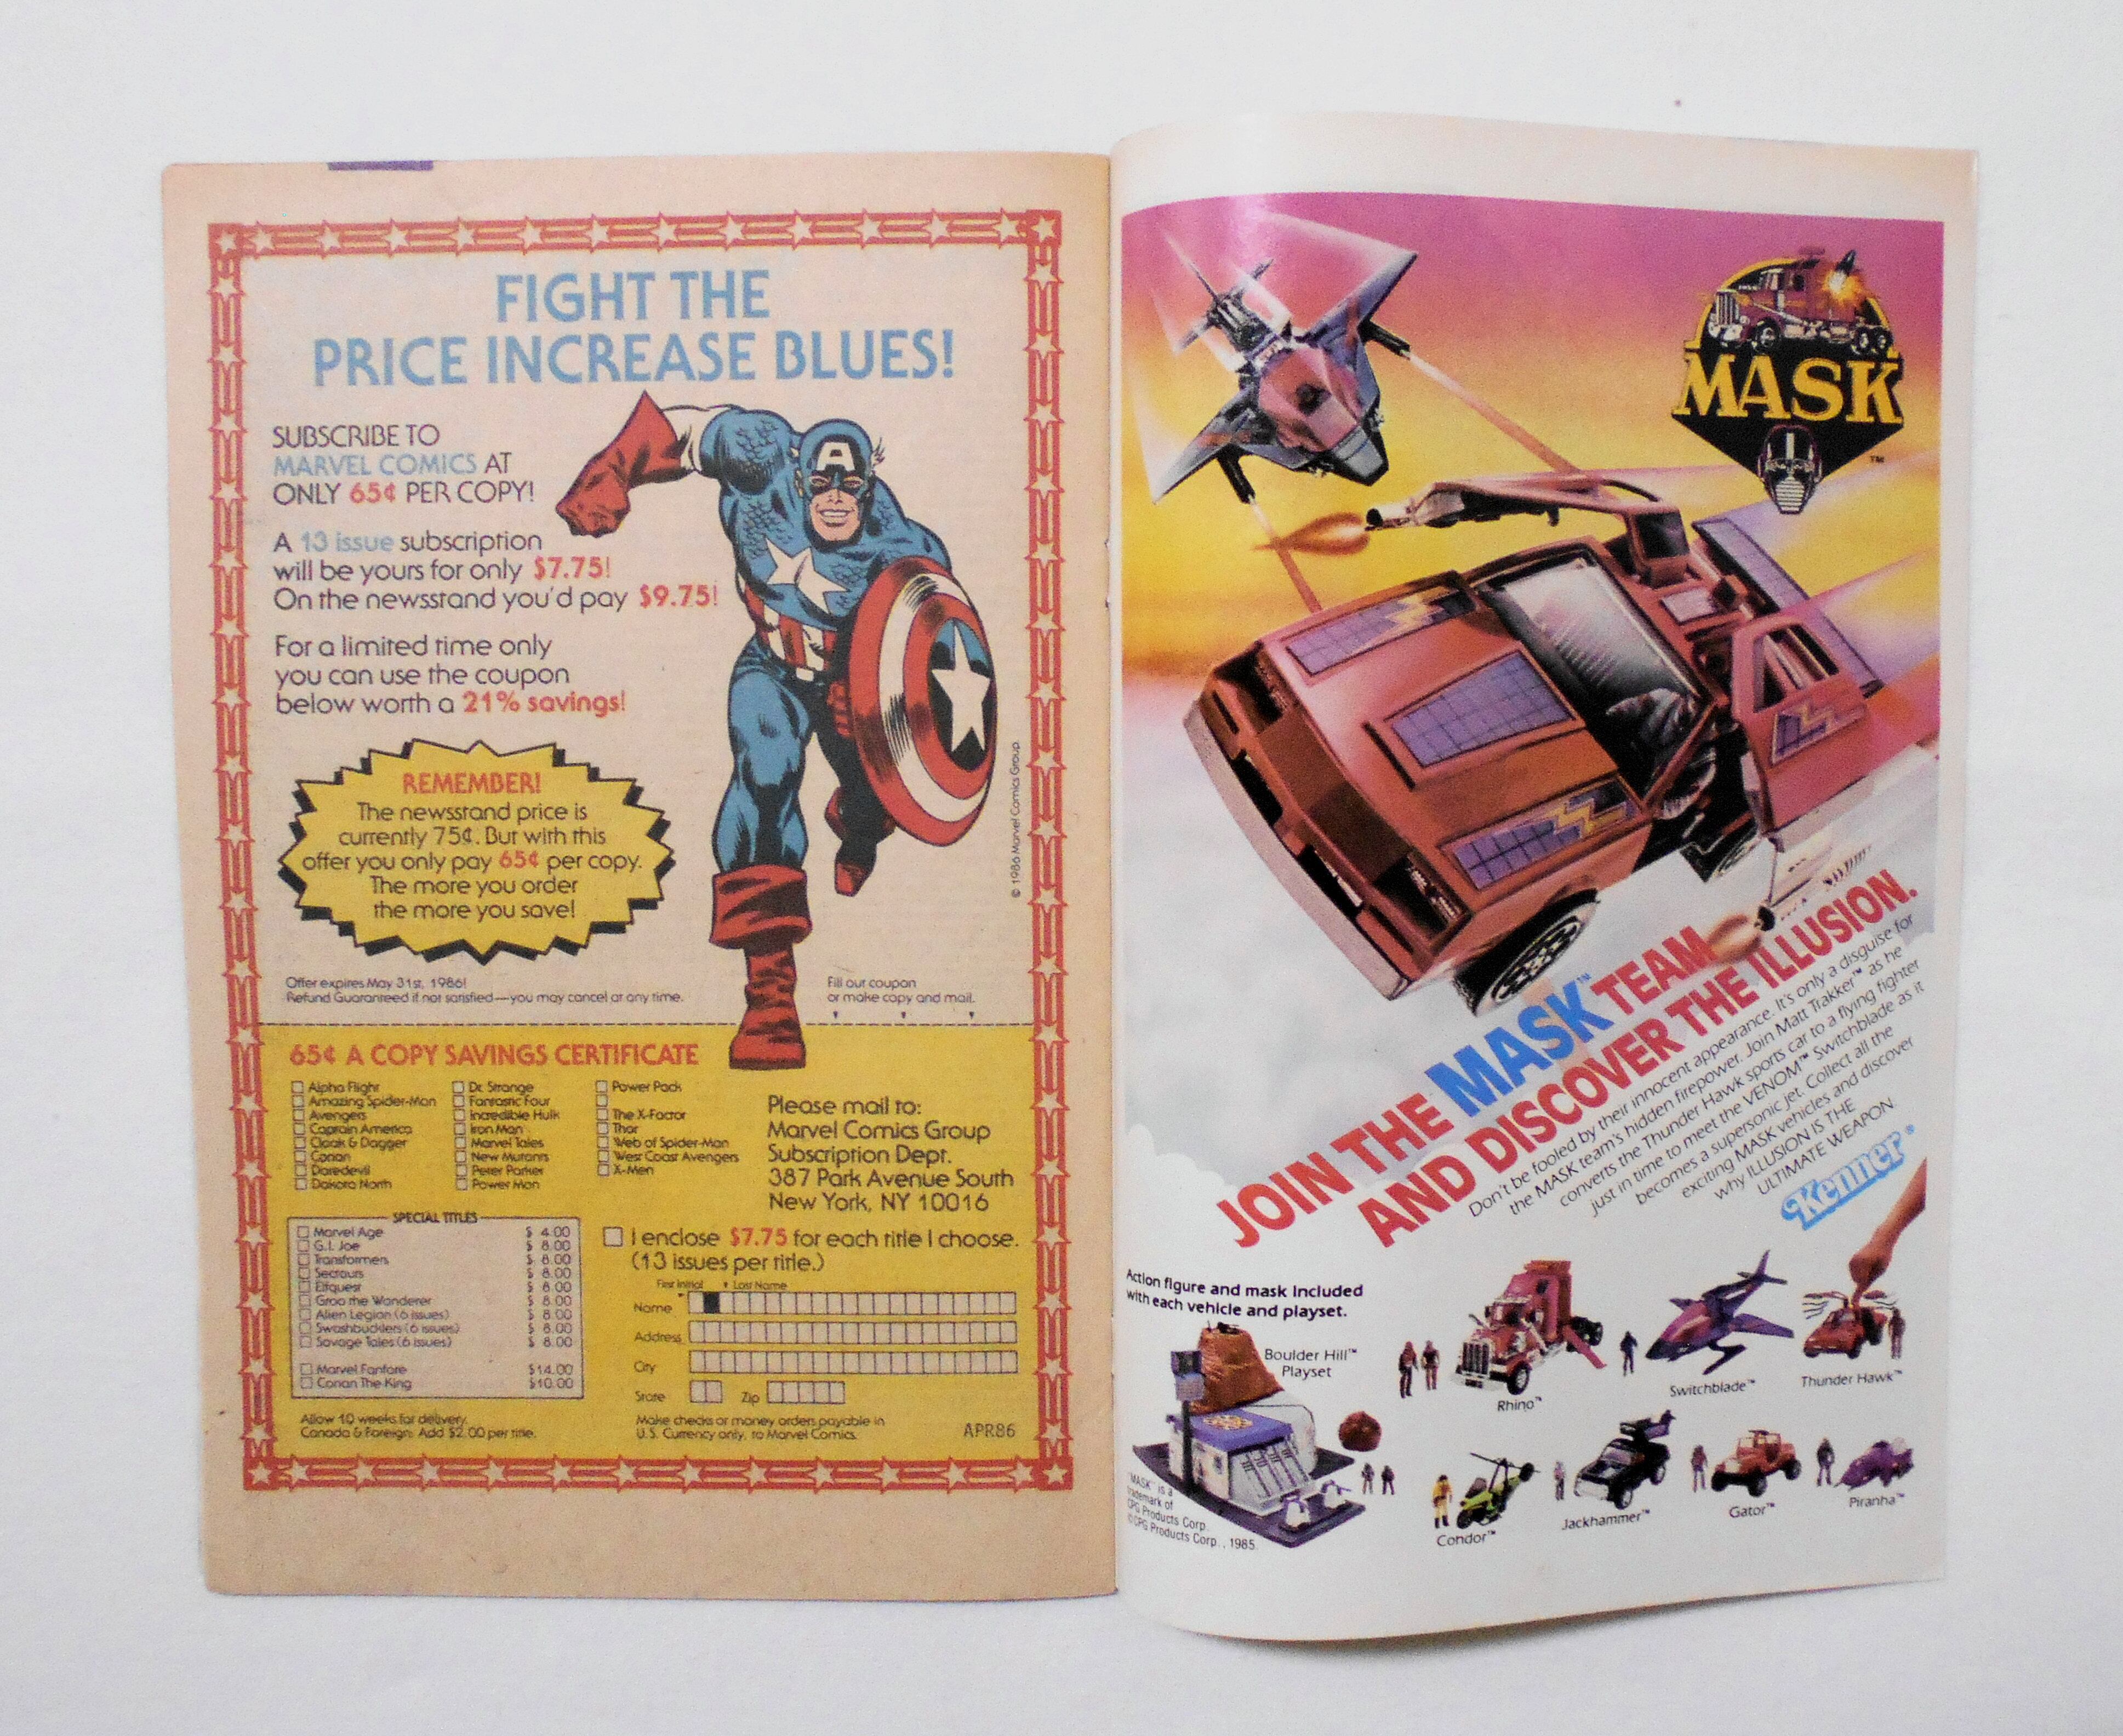 FIGHT THE
PRICE INCREASE BLUES!
SUBSCRIBE TO
MARVEL COMICS AT
ONLY 65¢ PER COPY!
A 13 issue subscription
will be yours for only $7.75!
On the newsstand you'd pay $9.75!
For a limited time only
you can use the coupon
below worth a 21% savings!
A
REMEMBER!
The newsstand price is
currently 75¢. But with this
offer you only pay 65¢ per copy.
The more you order
the more you save!
© 1986 Marvel Comics Group.
Offer expires May 31st, 1986!
Refund Guaranteed if not satisfied—you may cancel at any time.
Fill out coupon
or make copy and mail.
65¢ A COPY SAVINGS CERTIFICATE
Alpha Flight
Amazing Spider-Man
Avengers
Captain America
Cloak & Dagger
Conan
Daredevil
Dakota North
Dr. Strange
Fantastic Four
Incredible Hulk
Iron Man
Marvel Tales
New Mutants
Peter Parker
Power Man
Power Pack
The X-Factor
Thor
Web of Spider-Man
West Coast Avengers
X-Men
Please mail to:
Marvel Comics Group
Subscription Dept.
387 Park Avenue South
New York, NY 10016
SPECIAL TITLES
Marvel Age $ 4.00
G.I. Joe $ 8.00
Transformers $ 8.00
Sectaurs $ 8.00
Elfquest $ 8.00
Groo the Wanderer $ 8.00
Alien Legion (6 issues) $ 8.00
Swashbucklers (6 issues) $ 8.00
Savage Tales (6 issues) $ 8.00
Marvel Fanfare $14.00
Conan The King $10.00
Allow 10 weeks for delivery.
Canada & Foreign: Add $2.00 per title.
I enclose $7.75 for each title I choose.
(13 issues per title.)
First Initial Last Name
Name
Address
City
State Zip
Make checks or money orders payable in
U.S. Currency only, to Marvel Comics.
APR86
MASK
TM
JOIN THE MASK™ TEAM
AND DISCOVER THE ILLUSION.
Don't be fooled by their innocent appearance. It's only a disguise for
the MASK team's hidden firepower. Join Matt Trakker™ as he
converts the Thunder Hawk sports car to a flying fighter
just in time to meet the VENOM™ Switchblade as it
becomes a supersonic jet. Collect all the
exciting MASK vehicles and discover
why ILLUSION IS THE
ULTIMATE WEAPON.
Kenner®
Action figure and mask included
with each vehicle and playset.
Boulder Hill™
Playset
Rhino™
Switchblade™
Thunder Hawk™
Condor™
Jackhammer™
Gator™
Piranha™
"MASK" is a
trademark of
CPG Products Corp.
©CPG Products Corp., 1985.